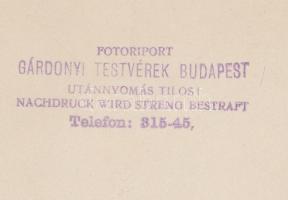 FOTORIPORT
GÁRDONYI TESTVÉREK BUDAPEST
UTÁNNYOMÁS TILOS!
NACHDRUCK WIRD STRENG BESTRAFT
Telefon: 315-45,